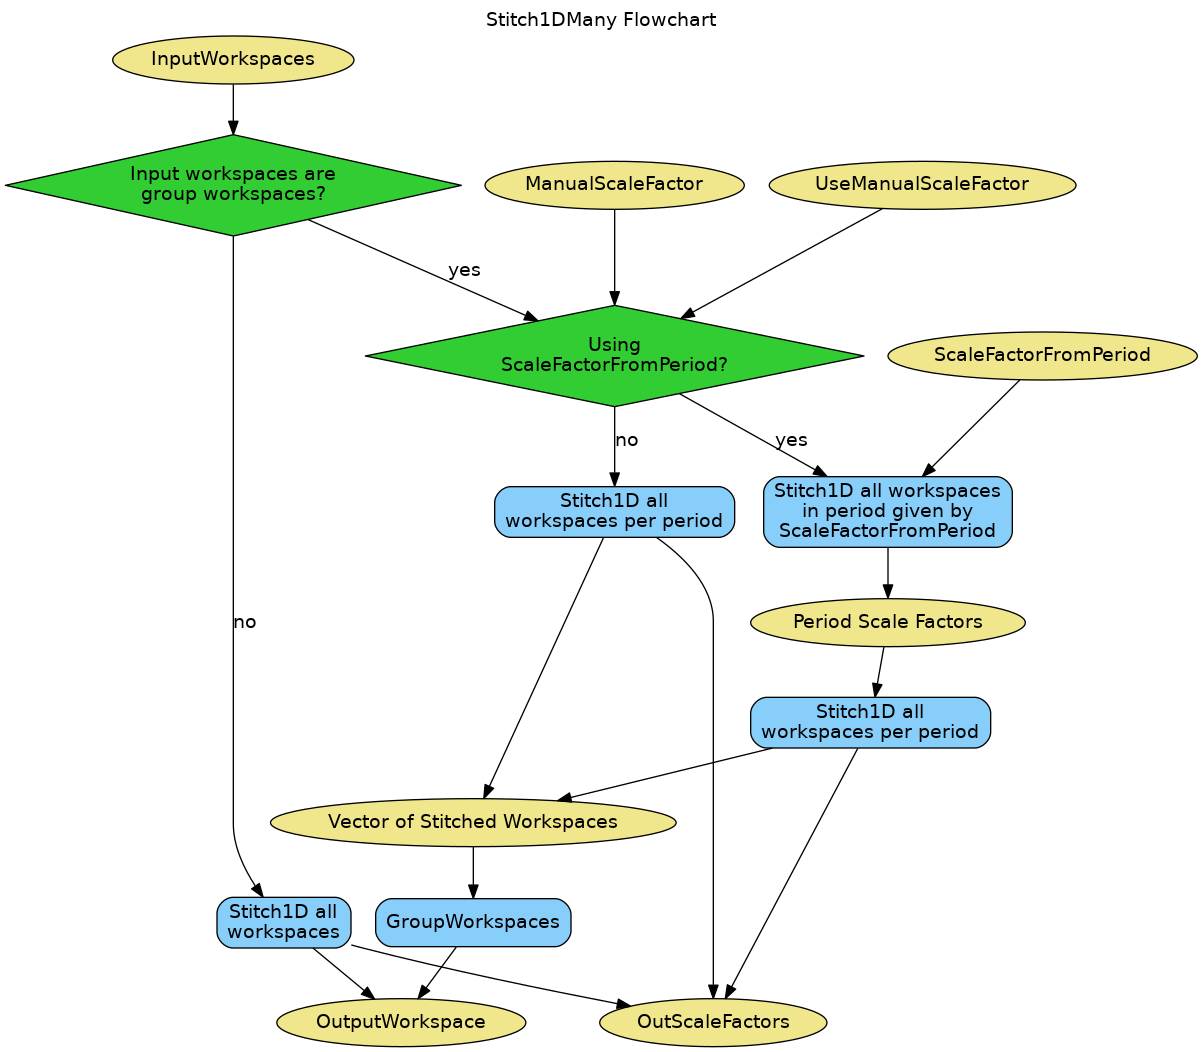 Stitch1DMany Flowchart
InputWorkspaces
Input workspaces are
group workspaces?
ManualScaleFactor
UseManualScaleFactor
yes
Using
ScaleFactorFromPeriod?
ScaleFactorFromPeriod
no
yes
Stitch1D all
workspaces per period
Stitch1D all workspaces
in period given by
ScaleFactorFromPeriod
no
Period Scale Factors
Stitch1D all
workspaces per period
Vector of Stitched Workspaces
Stitch1D all
workspaces
GroupWorkspaces
OutputWorkspace
OutScaleFactors